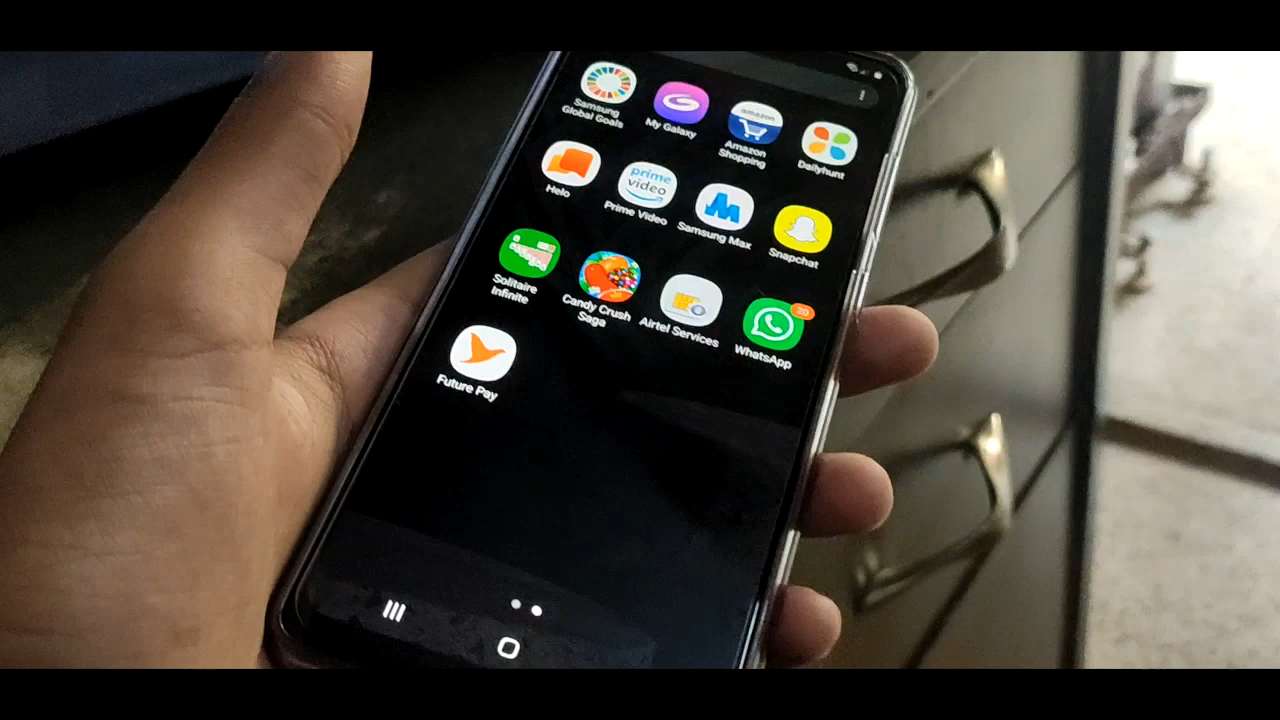 Samsung
Global Goals
My Galaxy
amazon
Amazon
Shopping
Dailyhunt
Helo
prime
video
Prime Video
Samsung Max
Snapchat
Solitaire
Infinite
Candy Crush
Saga
Airtel Services
20
WhatsApp
Future Pay